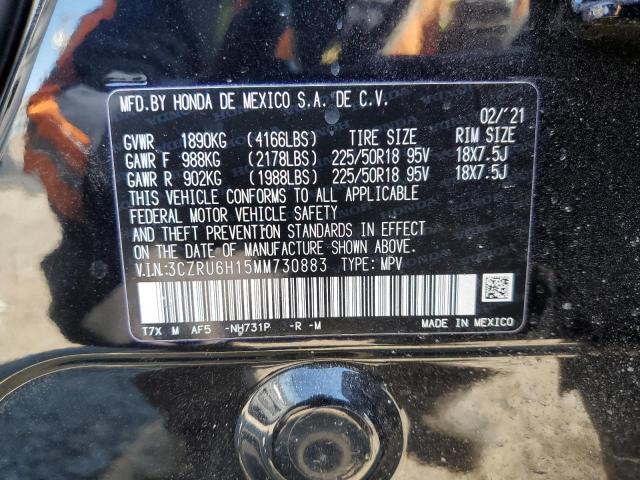 MFD.BY HONDA DE MEXICO S.A. DE C.V.
02/'21
GVWR 1890KG (4166LBS) TIRE SIZE RIM SIZE
GAWR F 988KG (2178LBS) 225/50R18 95V 18X7.5J
GAWR R 902KG (1988LBS) 225/50R18 95V 18X7.5J
THIS VEHICLE CONFORMS TO ALL APPLICABLE
FEDERAL MOTOR VEHICLE SAFETY
AND THEFT PREVENTION STANDARDS IN EFFECT
ON THE DATE OF MANUFACTURE SHOWN ABOVE.
V.I.N.:3CZRU6H15MM730883 TYPE: MPV
T7X M AF5 -NH731P -R -M MADE IN MEXICO